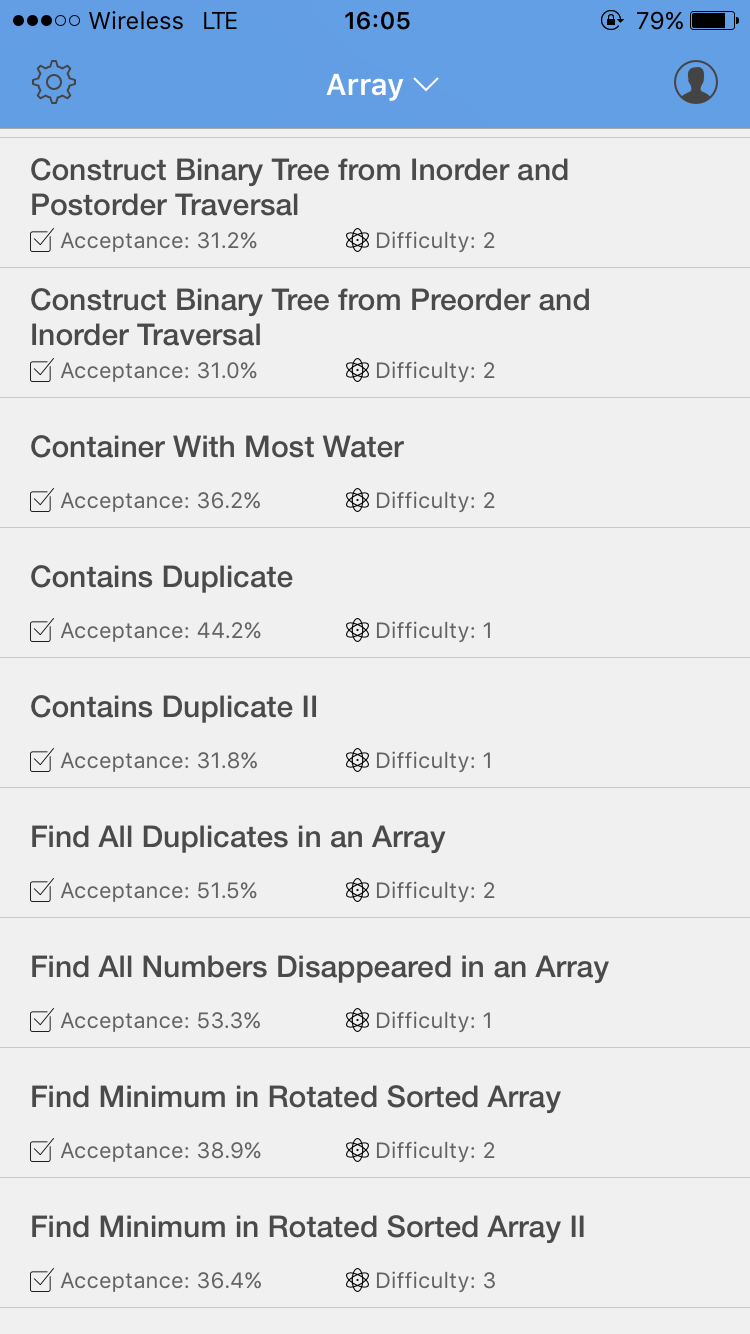 Wireless LTE 16:05 79%
Array
Construct Binary Tree from Inorder and
Postorder Traversal
Acceptance: 31.2% Difficulty: 2
Construct Binary Tree from Preorder and
Inorder Traversal
Acceptance: 31.0% Difficulty: 2
Container With Most Water
Acceptance: 36.2% Difficulty: 2
Contains Duplicate
Acceptance: 44.2% Difficulty: 1
Contains Duplicate II
Acceptance: 31.8% Difficulty: 1
Find All Duplicates in an Array
Acceptance: 51.5% Difficulty: 2
Find All Numbers Disappeared in an Array
Acceptance: 53.3% Difficulty: 1
Find Minimum in Rotated Sorted Array
Acceptance: 38.9% Difficulty: 2
Find Minimum in Rotated Sorted Array II
Acceptance: 36.4% Difficulty: 3